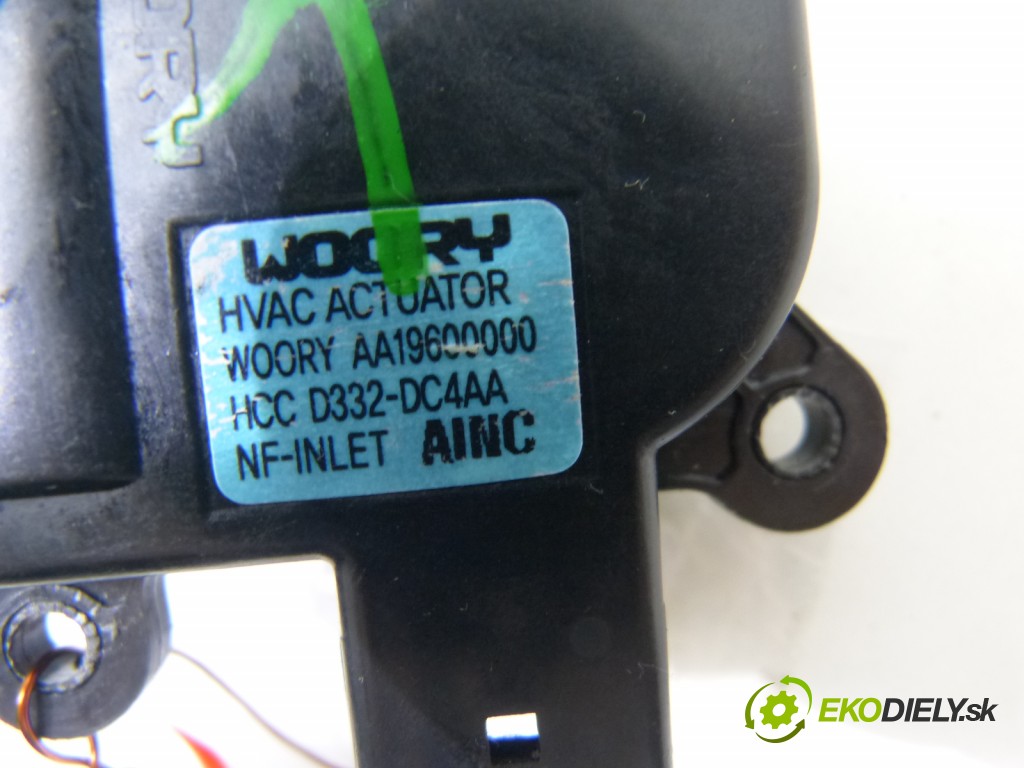 WOORY
HVAC ACTUATOR
WOORY AA19600000
HCC D332-DC4AA
NF-INLET AINC
EKODIELY.sk